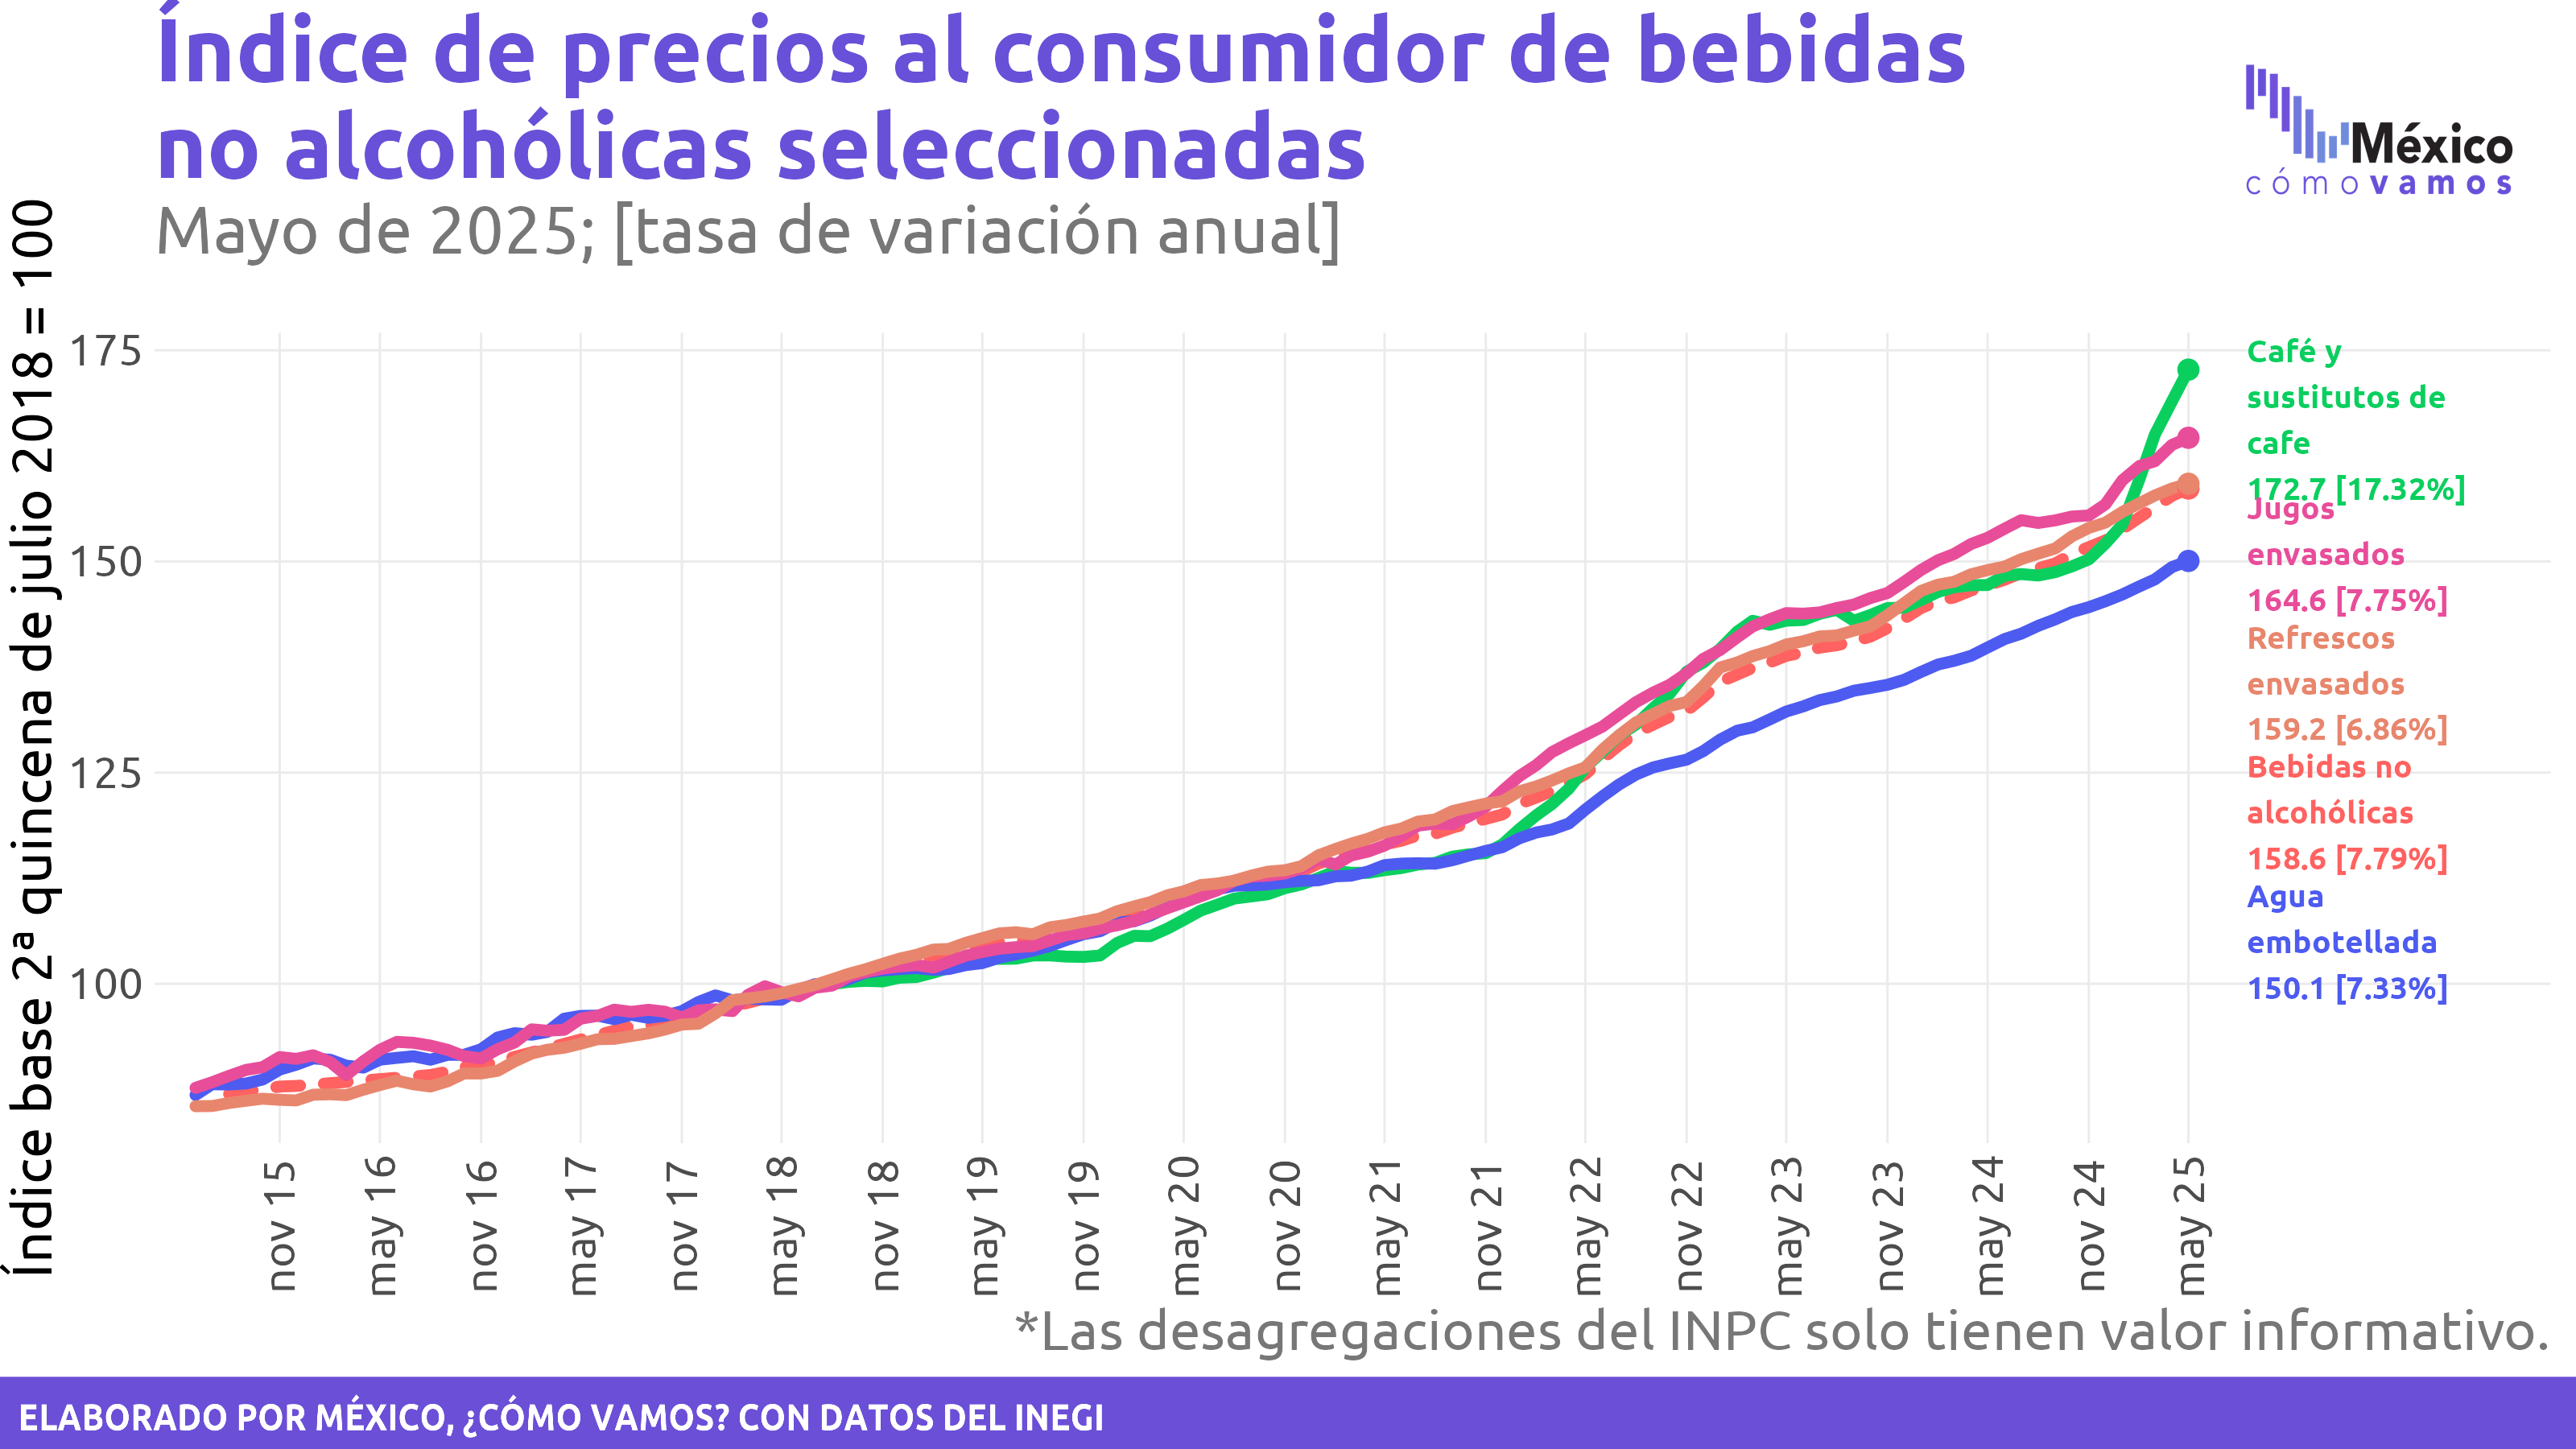 Índice de precios al consumidor de bebidas
no alcohólicas seleccionadas
Mayo de 2025; [tasa de variación anual]
México
cómo vamos
Índice base 2ª quincena de julio 2018 = 100
175
150
125
100
Café y
sustitutos de
cafe
172.7 [17.32%]
Jugos
envasados
164.6 [7.75%]
Refrescos
envasados
159.2 [6.86%]
Bebidas no
alcohólicas
158.6 [7.79%]
Agua
embotellada
150.1 [7.33%]
nov 15
may 16
nov 16
may 17
nov 17
may 18
nov 18
may 19
nov 19
may 20
nov 20
may 21
nov 21
may 22
nov 22
may 23
nov 23
may 24
nov 24
may 25
*Las desagregaciones del INPC solo tienen valor informativo.
ELABORADO POR MÉXICO, ¿CÓMO VAMOS? CON DATOS DEL INEGI